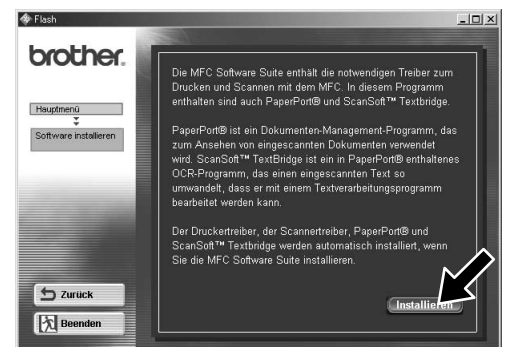 Flash
brother.
Hauptmenü
Software installieren
Die MFC Software Suite enthält die notwendigen Treiber zum
Drucken und Scannen mit dem MFC. In diesem Programm
enthalten sind auch PaperPort® und ScanSoft™ Textbridge.
PaperPort® ist ein Dokumenten-Management-Programm, das
zum Ansehen von eingescannten Dokumenten verwendet
wird. ScanSoft™ TextBridge ist ein in PaperPort® enthaltenes
OCR-Programm, das einen eingescannten Text so
umwandelt, dass er mit einem Textverarbeitungsprogramm
bearbeitet werden kann.
Der Druckertreiber, der Scannertreiber, PaperPort® und
ScanSoft™ Textbridge werden automatisch installiert, wenn
Sie die MFC Software Suite installieren.
Zurück
Beenden
Installieren